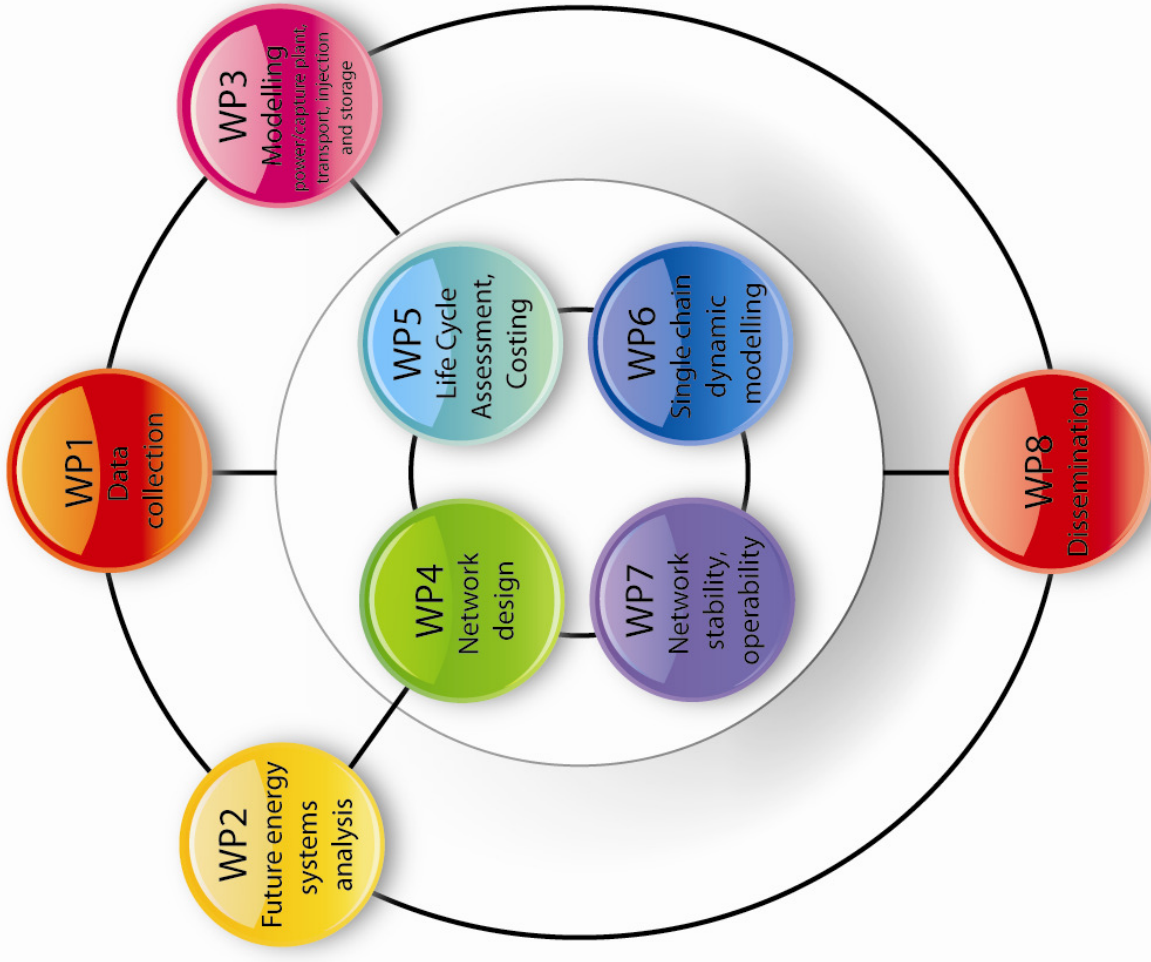 WP1
Data
collection
WP2
Future energy
systems
analysis
WP3
Modelling
power/capture plant,
transport, injection
and storage
WP4
Network
design
WP5
Life Cycle
Assessment,
Costing
WP6
Single chain
dynamic
modelling
WP7
Network
stability,
operability
WP8
Dissemination